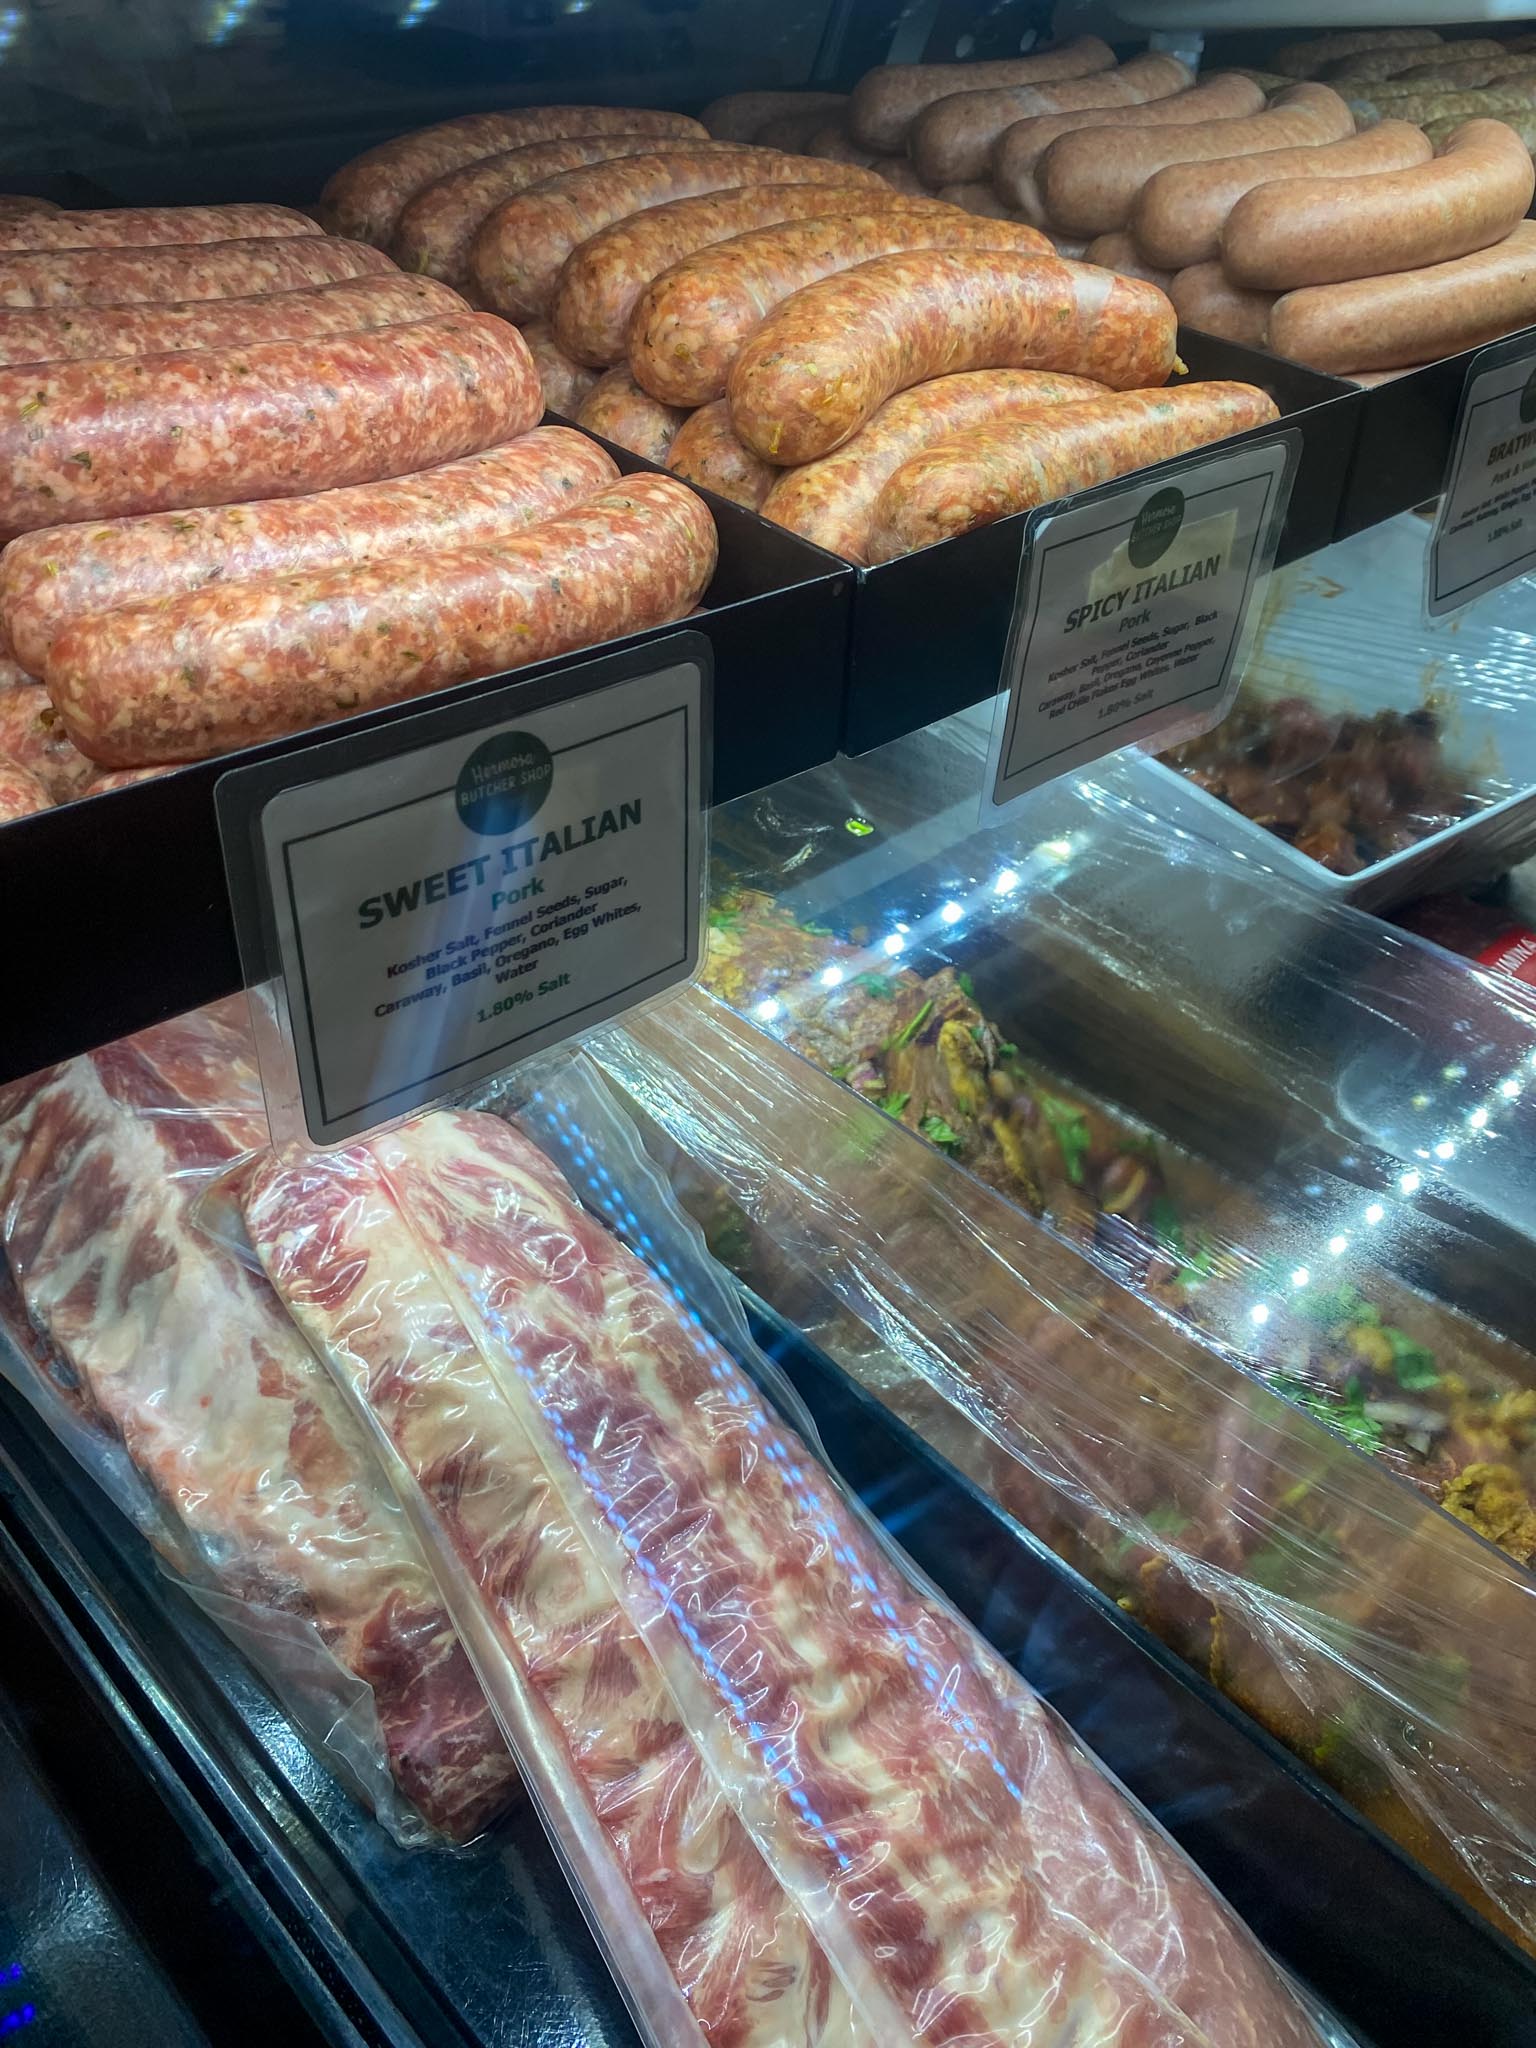 Hermosa
BUTCHER SHOP
SWEET ITALIAN
Pork
Kosher Salt, Fennel Seeds, Sugar,
Black Pepper, Coriander
Caraway, Basil, Oregano, Egg Whites,
Water
1.80% Salt
Hermosa
BUTCHER SHOP
SPICY ITALIAN
Pork
Kosher Salt, Fennel Seeds, Sugar, Black
Pepper, Coriander
Caraway, Basil, Oregano, Cayenne Pepper,
Red Chile Flakes Egg Whites, Water
1.80% Salt
BRATW
Pork &